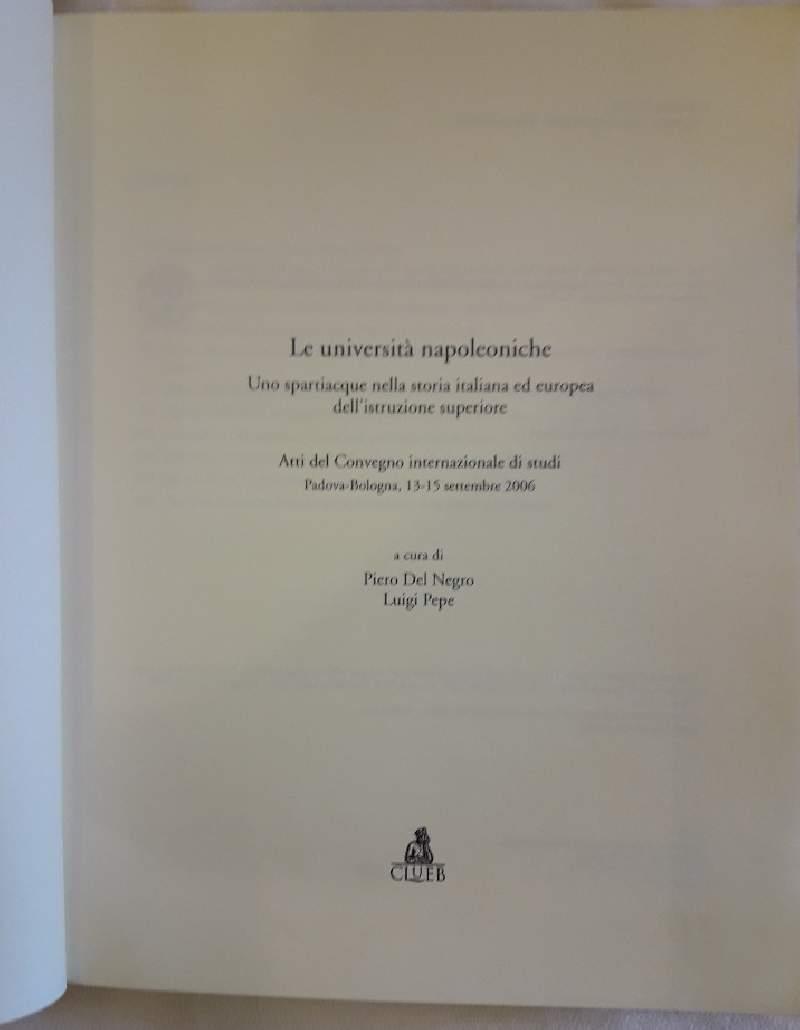 Le università napoleoniche
Uno spartiacque nella storia italiana ed europea
dell'istruzione superiore
Atti del Convegno internazionale di studi
Padova-Bologna, 13-15 settembre 2006
a cura di
Piero Del Negro
Luigi Pepe
CLUEB